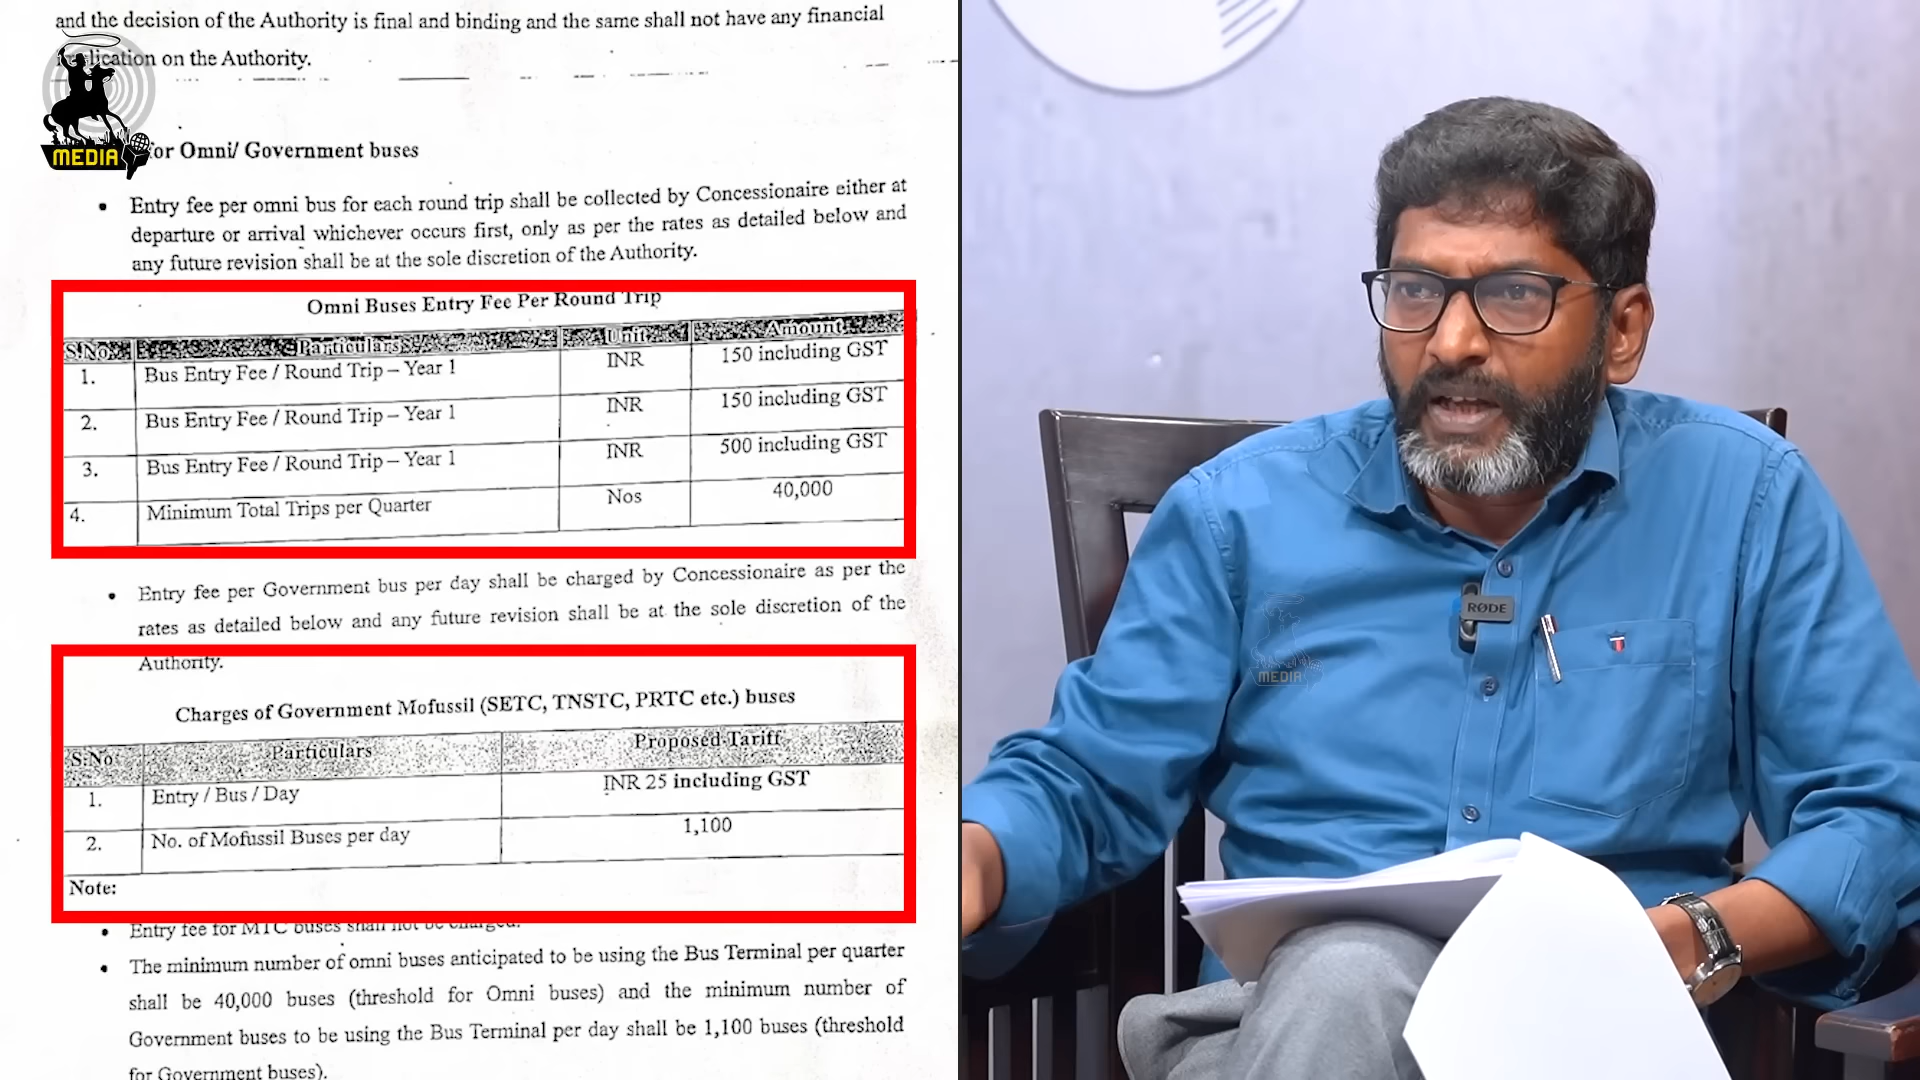 and the decision of the Authority is final and binding and the same shall not have any financial
on the Authority.
MEDIA
for Omni/ Government buses
• Entry fee per omni bus for each round trip shall be collected by Concessionaire either at
departure or arrival whichever occurs first, only as per the rates as detailed below and
any future revision shall be at the sole discretion of the Authority.
Omni Buses Entry Fee Per Round Trip
S.No. Particulars Unit Amount
1. Bus Entry Fee / Round Trip – Year 1 INR 150 including GST
2. Bus Entry Fee / Round Trip – Year 1 INR 150 including GST
3. Bus Entry Fee / Round Trip – Year 1 INR 500 including GST
4. Minimum Total Trips per Quarter Nos 40,000
• Entry fee per Government bus per day shall be charged by Concessionaire as per the
rates as detailed below and any future revision shall be at the sole discretion of the
Authority.
Charges of Government Mofussil (SETC, TNSTC, PRTC etc.) buses
S.No Particulars Proposed Tariff
1. Entry / Bus / Day INR 25 including GST
2. No. of Mofussil Buses per day 1,100
Note:
• Entry fee for MTC buses shall not be charged.
• The minimum number of omni buses anticipated to be using the Bus Terminal per quarter
shall be 40,000 buses (threshold for Omni buses) and the minimum number of
Government buses to be using the Bus Terminal per day shall be 1,100 buses (threshold
for Government buses).
RØDE
MEDIA